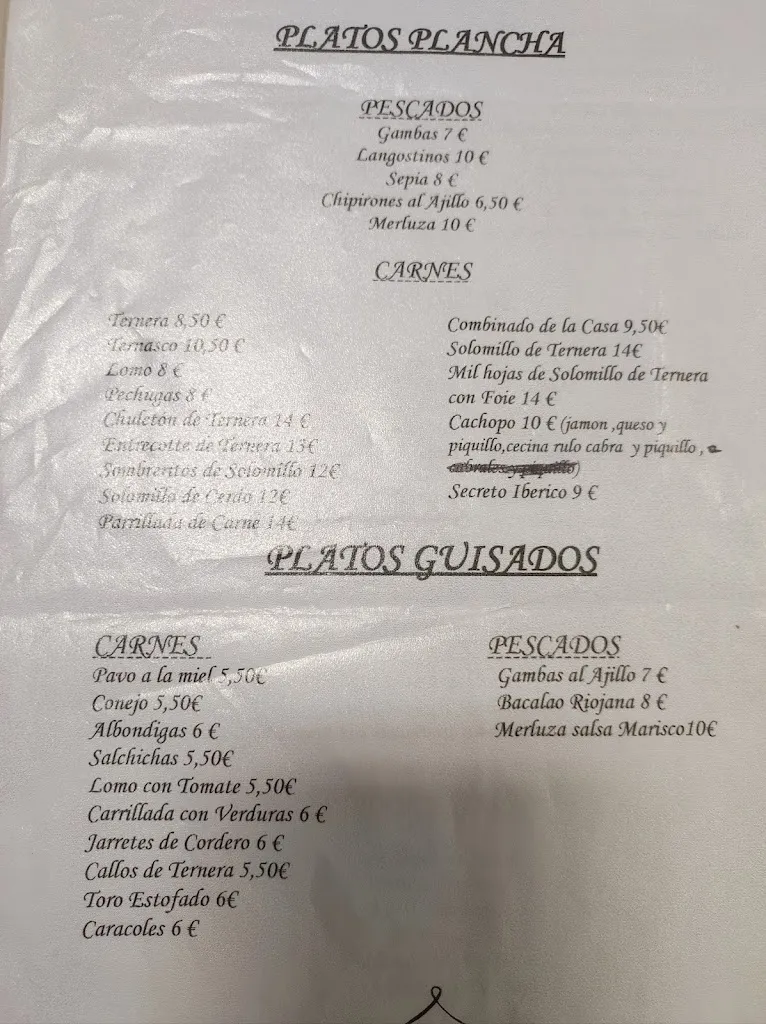 PLATOS PLANCHA
PESCADOS
Gambas 7 €
Langostinos 10 €
Sepia 8 €
Chipirones al Ajillo 6,50 €
Merluza 10 €
CARNES
Ternera 8,50 €
Ternasco 10,50 €
Lomo 8 €
Pechugas 8 €
Chuleton de Ternera 14 €
Entrecotte de Ternera 13€
Sombreritos de Solomillo 12€
Solomillo de Cerdo 12€
Parrillada de Carne 14€
Combinado de la Casa 9,50€
Solomillo de Ternera 14€
Mil hojas de Solomillo de Ternera
con Foie 14 €
Cachopo 10 € (jamon ,queso y
piquillo,cecina rulo cabra y piquillo ,
cabrales y piquillo)
Secreto Iberico 9 €
PLATOS GUISADOS
CARNES
Pavo a la miel 5,50€
Conejo 5,50€
Albondigas 6 €
Salchichas 5,50€
Lomo con Tomate 5,50€
Carrillada con Verduras 6 €
Jarretes de Cordero 6 €
Callos de Ternera 5,50€
Toro Estofado 6€
Caracoles 6 €
PESCADOS
Gambas al Ajillo 7 €
Bacalao Riojana 8 €
Merluza salsa Marisco10€